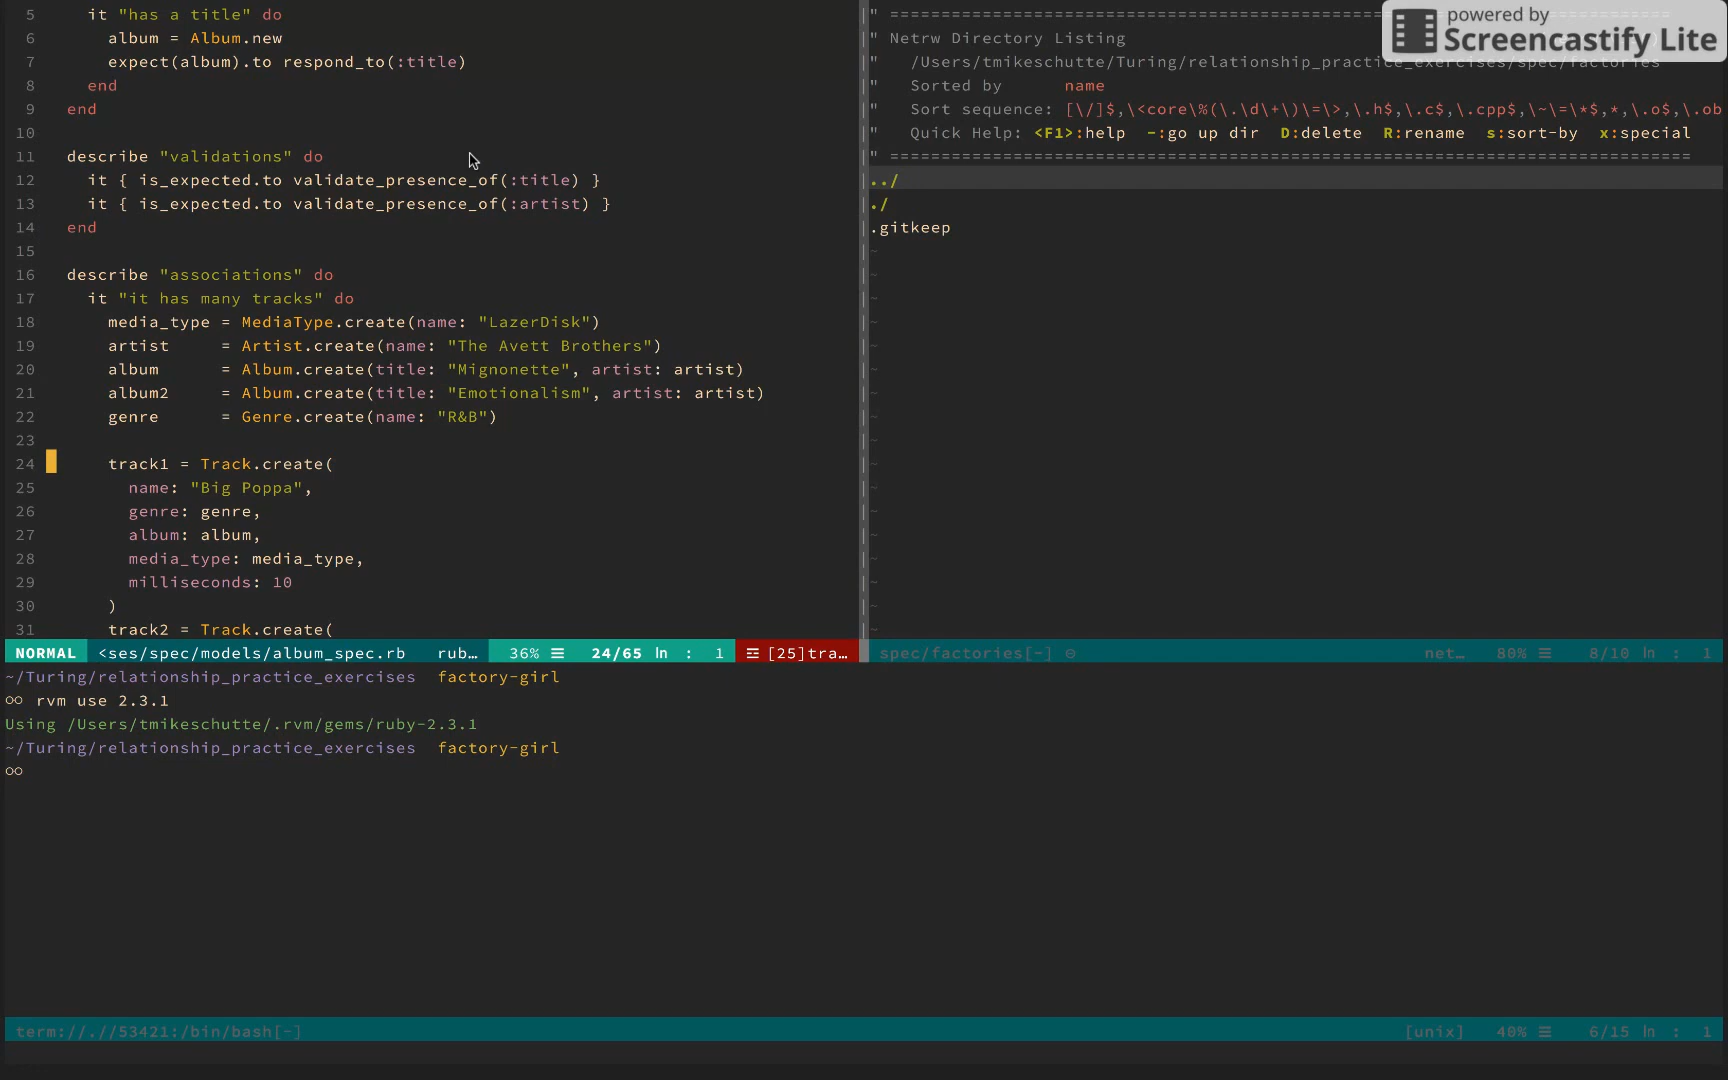 5 it "has a title" do
6 album = Album.new
7 expect(album).to respond_to(:title)
8 end
9 end
10
11 describe "validations" do
12 it { is_expected.to validate_presence_of(:title) }
13 it { is_expected.to validate_presence_of(:artist) }
14 end
15
16 describe "associations" do
17 it "it has many tracks" do
18 media_type = MediaType.create(name: "LazerDisk")
19 artist = Artist.create(name: "The Avett Brothers")
20 album = Album.create(title: "Mignonette", artist: artist)
21 album2 = Album.create(title: "Emotionalism", artist: artist)
22 genre = Genre.create(name: "R&B")
23
24 track1 = Track.create(
25 name: "Big Poppa",
26 genre: genre,
27 album: album,
28 media_type: media_type,
29 milliseconds: 10
30 )
31 track2 = Track.create(
NORMAL <ses/spec/models/album_spec.rb rub… 36% ☰ 24/65 ln : 1 ☲ [25]tra…
" ==============================================================================
" Netrw Directory Listing
" /Users/tmikeschutte/Turing/relationship_practice_exercises/spec/factories
" Sorted by name
" Sort sequence: [\/]$,\<core\%(\.\d\+\)\=\>,\.h$,\.c$,\.cpp$,\~\=\*$,*,\.o$,\.ob
" Quick Help: <F1>:help -:go up dir D:delete R:rename s:sort-by x:special
" ==============================================================================
../
./
.gitkeep
spec/factories[-] ⊝ net… 80% ☰ 8/10 ln : 1
powered by
Screencastify Lite
~/Turing/relationship_practice_exercises factory-girl
○○ rvm use 2.3.1
Using /Users/tmikeschutte/.rvm/gems/ruby-2.3.1
~/Turing/relationship_practice_exercises factory-girl
○○
term://.//53421:/bin/bash[-] [unix] 40% ☰ 6/15 ln : 1